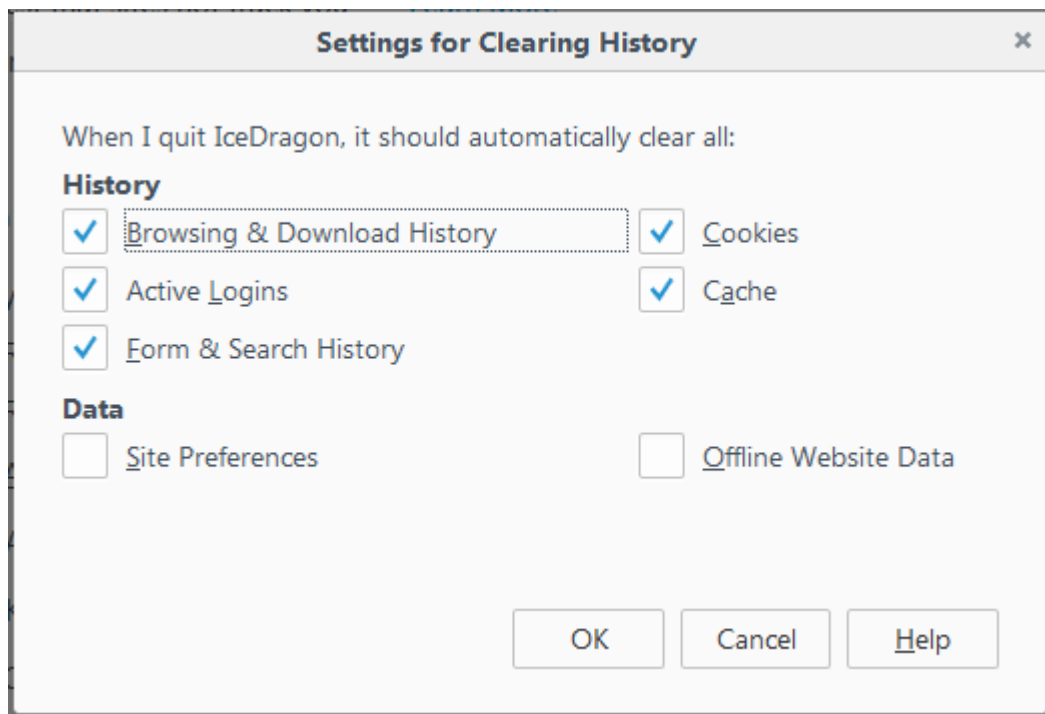 Settings for Clearing History
When I quit IceDragon, it should automatically clear all:
History
Browsing & Download History
Cookies
Active Logins
Cache
Form & Search History
Data
Site Preferences
Offline Website Data
OK
Cancel
Help